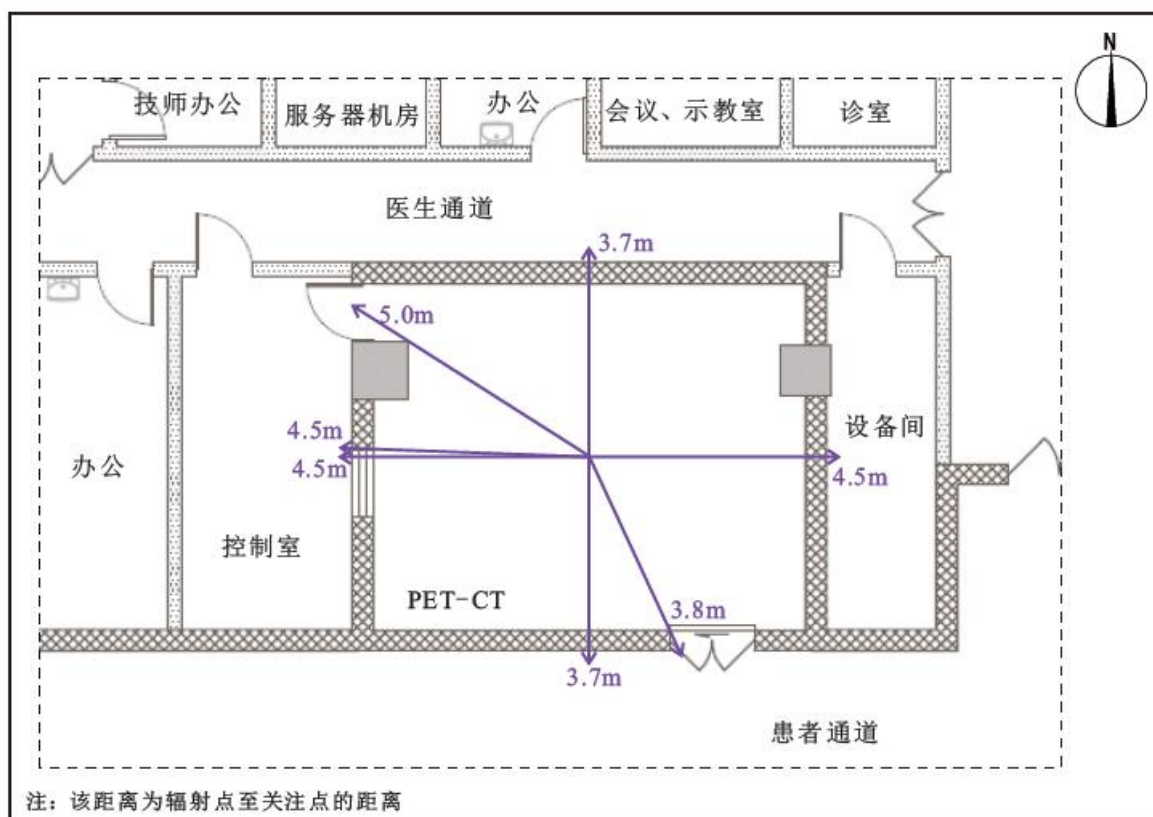 N
技师办公
服务器机房
办公
会议、示教室
诊室
医生通道
3.7m
5.0m
4.5m
4.5m
4.5m
办公
控制室
设备间
PET-CT
3.8m
3.7m
患者通道
注: 该距离为辐射点至关注点的距离